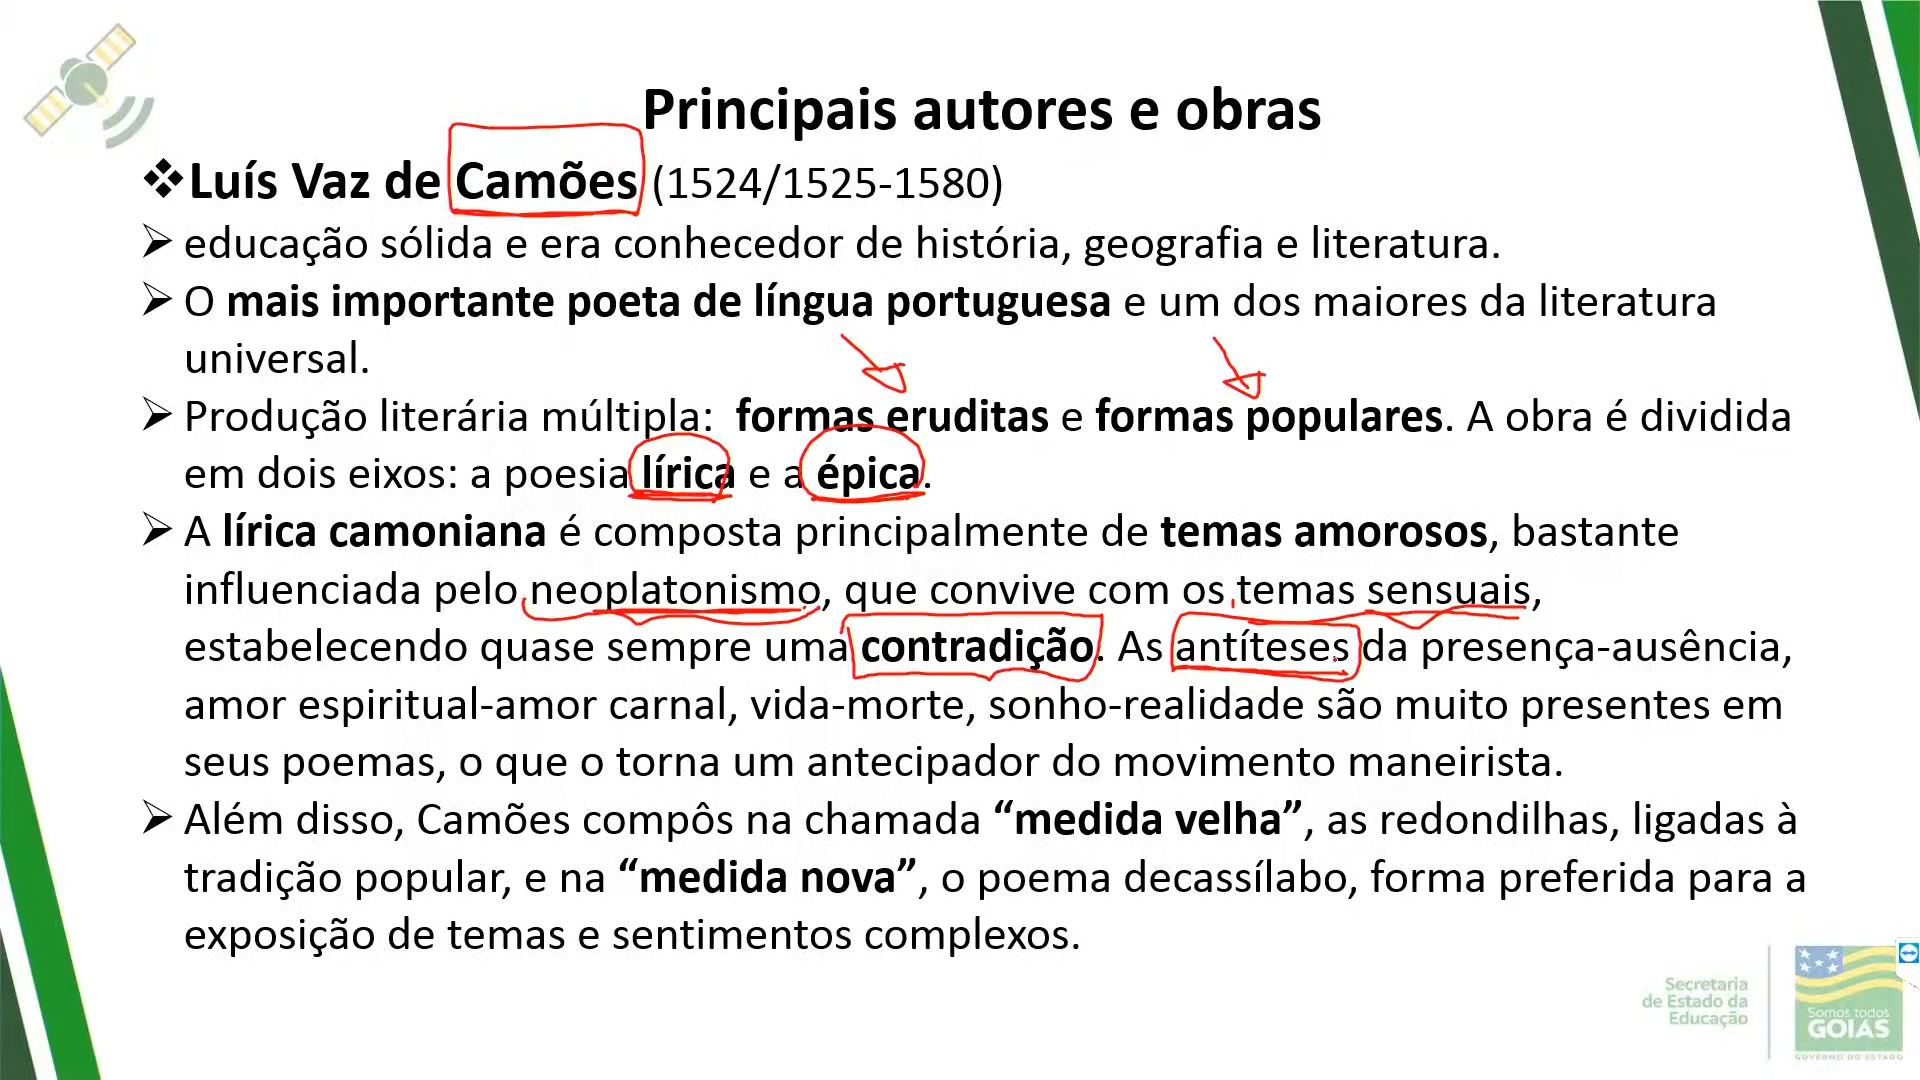 Principais autores e obras
❖Luís Vaz de Camões (1524/1525-1580)
➢ educação sólida e era conhecedor de história, geografia e literatura.
➢ O mais importante poeta de língua portuguesa e um dos maiores da literatura
universal.
➢ Produção literária múltipla: formas eruditas e formas populares. A obra é dividida
em dois eixos: a poesia lírica e a épica.
➢ A lírica camoniana é composta principalmente de temas amorosos, bastante
influenciada pelo neoplatonismo, que convive com os temas sensuais,
estabelecendo quase sempre uma contradição. As antíteses da presença-ausência,
amor espiritual-amor carnal, vida-morte, sonho-realidade são muito presentes em
seus poemas, o que o torna um antecipador do movimento maneirista.
➢ Além disso, Camões compôs na chamada “medida velha”, as redondilhas, ligadas à
tradição popular, e na “medida nova”, o poema decassílabo, forma preferida para a
exposição de temas e sentimentos complexos.
Secretaria
de Estado da
Educação
Somos todos
GOIÁS
GOVERNO DO ESTADO